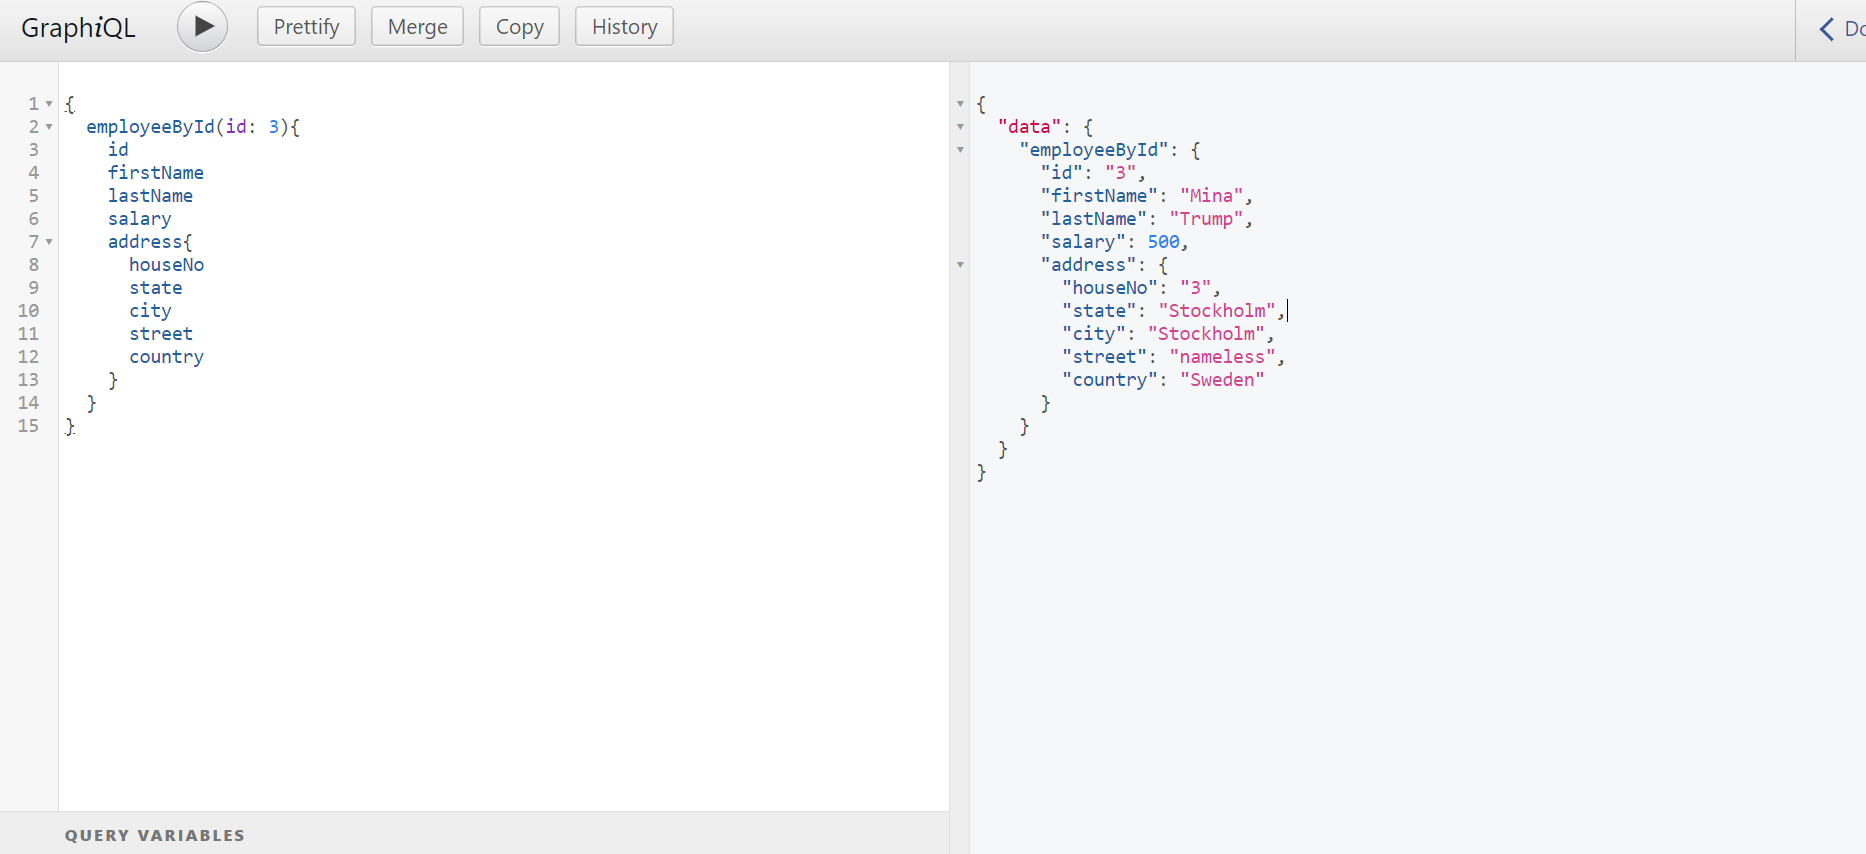 GraphiQL
Prettify
Merge
Copy
History
Do
1 {
2 employeeById(id: 3){
3 id
4 firstName
5 lastName
6 salary
7 address{
8 houseNo
9 state
10 city
11 street
12 country
13 }
14 }
15 }
QUERY VARIABLES
{
"data": {
"employeeById": {
"id": "3",
"firstName": "Mina",
"lastName": "Trump",
"salary": 500,
"address": {
"houseNo": "3",
"state": "Stockholm",
"city": "Stockholm",
"street": "nameless",
"country": "Sweden"
}
}
}
}